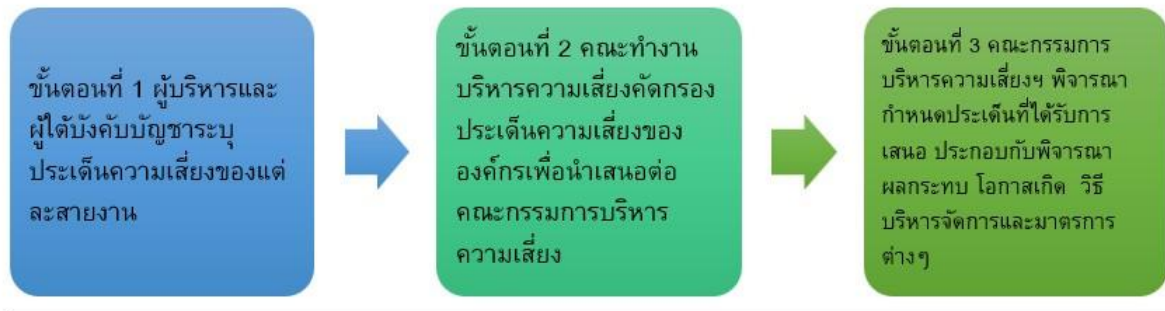 ขั้นตอนที่ 1 ผู้บริหารและ
ผู้ใต้บังคับบัญชาระบุ
ประเด็นความเสี่ยงของแต่
ละสายงาน
ขั้นตอนที่ 2 คณะทำงาน
บริหารความเสี่ยงคัดกรอง
ประเด็นความเสี่ยงของ
องค์กรเพื่อนำเสนอต่อ
คณะกรรมการบริหาร
ความเสี่ยง
ขั้นตอนที่ 3 คณะกรรมการ
บริหารความเสี่ยงฯ พิจารณา
กำหนดประเด็นที่ได้รับการ
เสนอ ประกอบกับพิจารณา
ผลกระทบ โอกาสเกิด วิธี
บริหารจัดการและมาตรการ
ต่างๆ